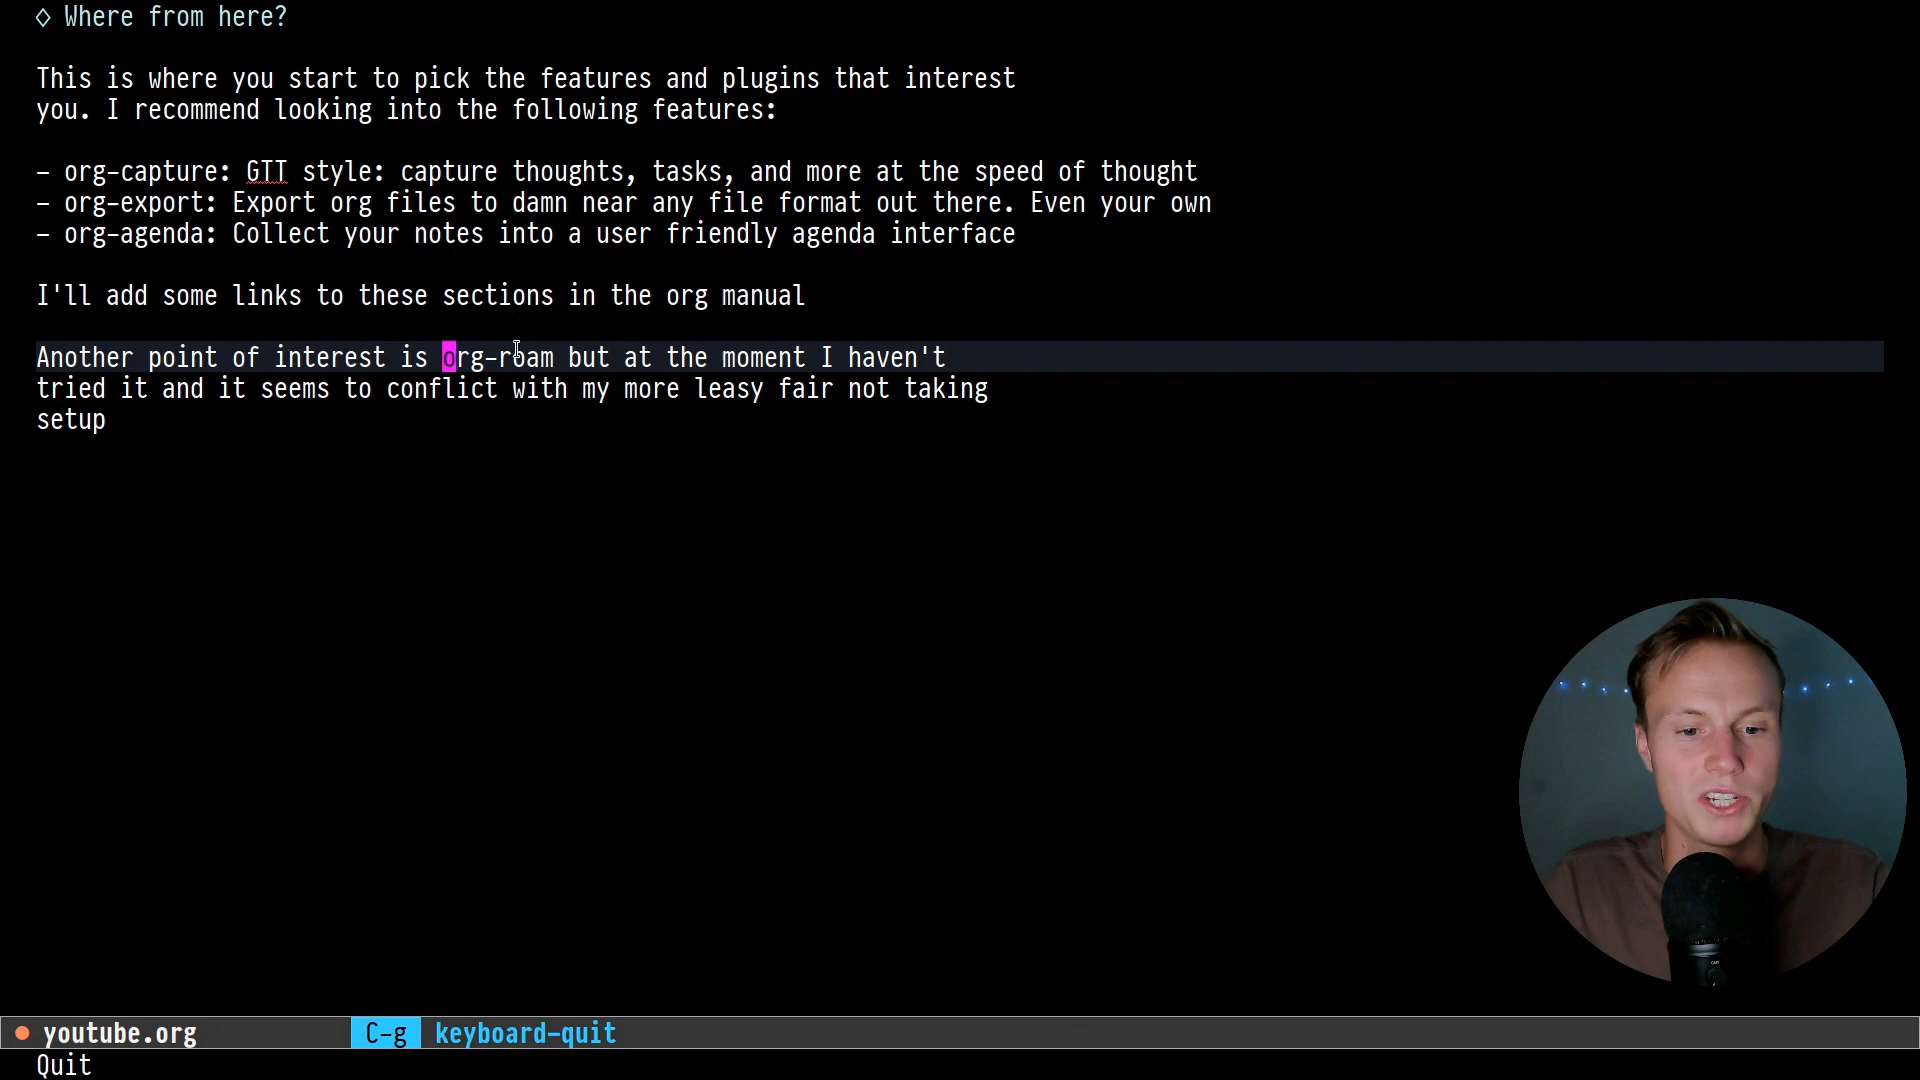 ◇ Where from here?
This is where you start to pick the features and plugins that interest
you. I recommend looking into the following features:
- org-capture: GTT style: capture thoughts, tasks, and more at the speed of thought
- org-export: Export org files to damn near any file format out there. Even your own
- org-agenda: Collect your notes into a user friendly agenda interface
I'll add some links to these sections in the org manual
Another point of interest is org-roam but at the moment I haven't
tried it and it seems to conflict with my more leasy fair not taking
setup
youtube.org C-g keyboard-quit
Quit